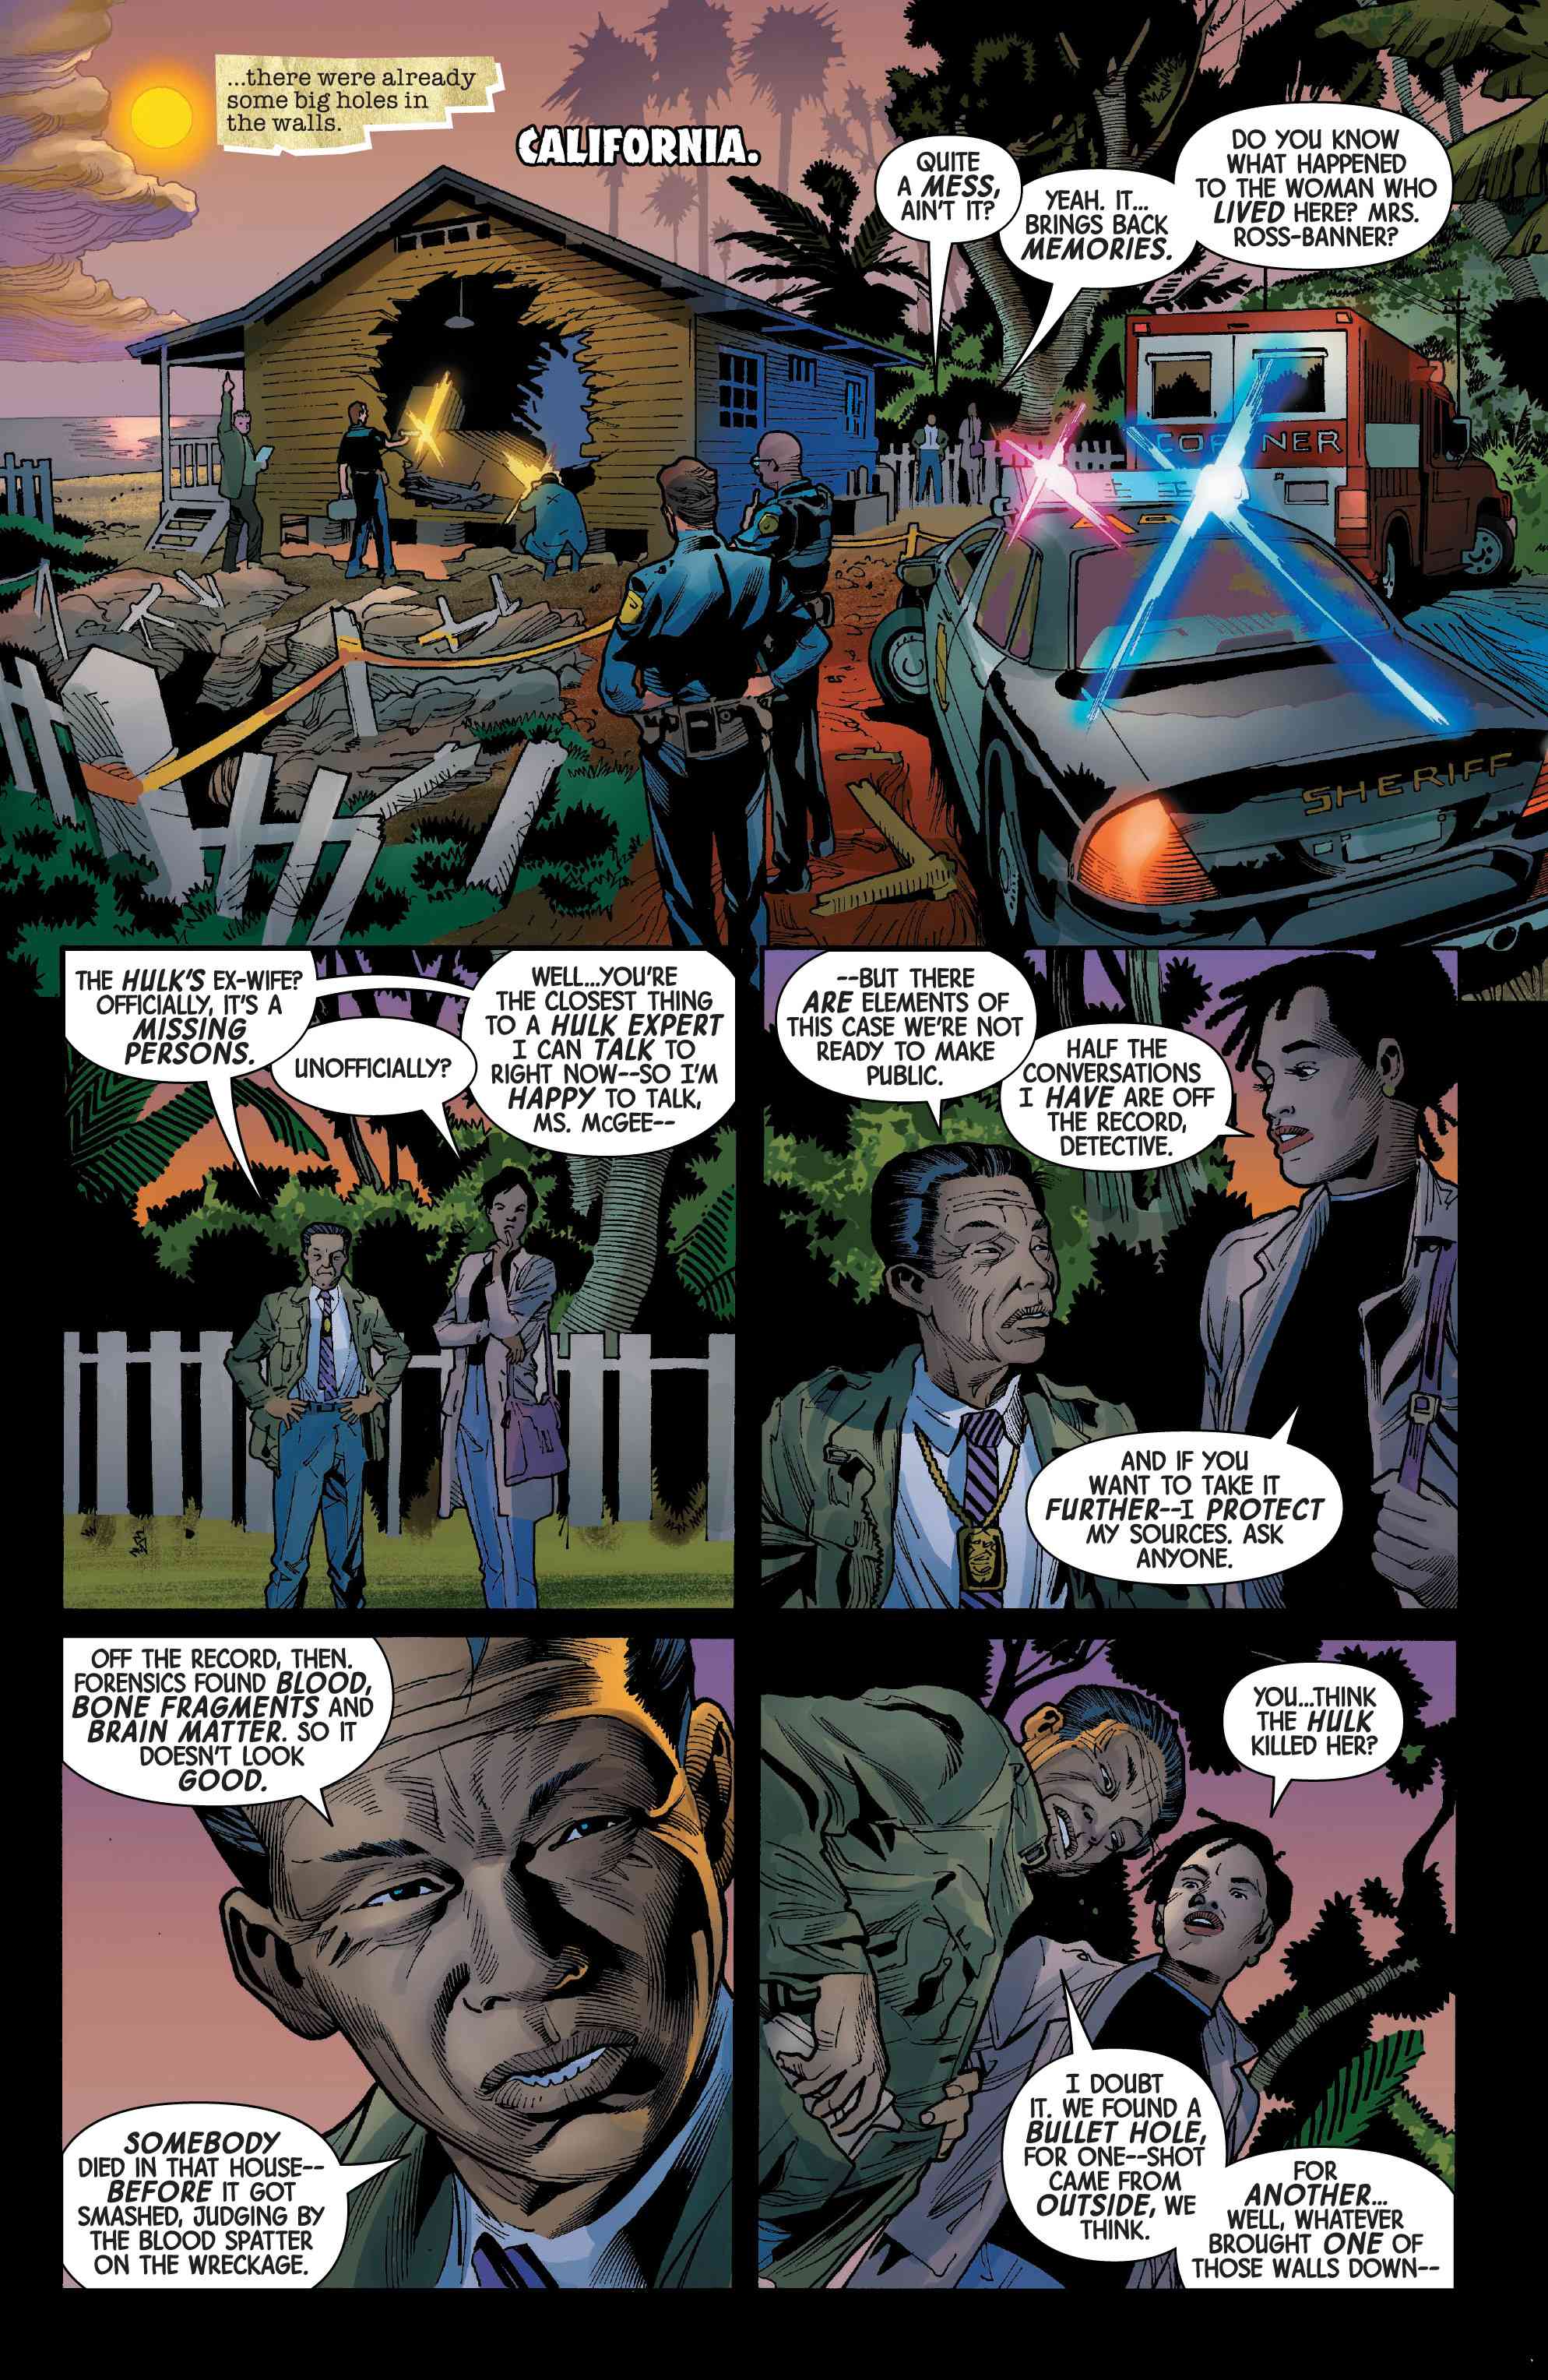 ...there were already
some big holes in
the walls.
CALIFORNIA.
QUITE
A MESS,
AIN'T IT?
YEAH. IT...
BRINGS BACK
MEMORIES.
DO YOU KNOW
WHAT HAPPENED
TO THE WOMAN WHO
LIVED HERE? MRS.
ROSS-BANNER?
CORONER
SHERIFF
THE HULK'S EX-WIFE?
OFFICIALLY, IT'S A
MISSING
PERSONS.
UNOFFICIALLY?
WELL...YOU'RE
THE CLOSEST THING
TO A HULK EXPERT
I CAN TALK TO
RIGHT NOW--SO I'M
HAPPY TO TALK,
MS. McGEE--
--BUT THERE
ARE ELEMENTS OF
THIS CASE WE'RE NOT
READY TO MAKE
PUBLIC.
HALF THE
CONVERSATIONS
I HAVE ARE OFF
THE RECORD,
DETECTIVE.
AND IF YOU
WANT TO TAKE IT
FURTHER--I PROTECT
MY SOURCES. ASK
ANYONE.
OFF THE RECORD, THEN.
FORENSICS FOUND BLOOD,
BONE FRAGMENTS AND
BRAIN MATTER. SO IT
DOESN'T LOOK
GOOD.
SOMEBODY
DIED IN THAT HOUSE--
BEFORE IT GOT
SMASHED, JUDGING BY
THE BLOOD SPATTER
ON THE WRECKAGE.
YOU...THINK
THE HULK
KILLED HER?
I DOUBT
IT. WE FOUND A
BULLET HOLE,
FOR ONE--SHOT
CAME FROM
OUTSIDE, WE
THINK.
FOR
ANOTHER...
WELL, WHATEVER
BROUGHT ONE OF
THOSE WALLS DOWN--